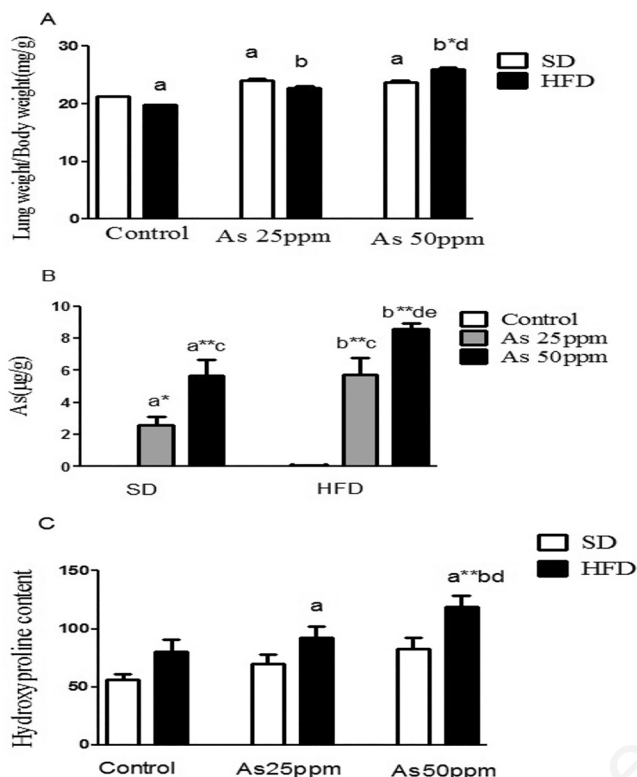 A
Lung weight/Body weight(mg/g)
30
20
10
0
a
a
b
a
b*d
SD
HFD
Control
As 25ppm
As 50ppm
B
As(µg/g)
10
8
6
4
2
0
a*
a**c
b**c
b**de
Control
As 25ppm
As 50ppm
SD
HFD
C
Hydroxyproline content
150
100
50
0
a
a**bd
SD
HFD
Control
As25ppm
As50ppm